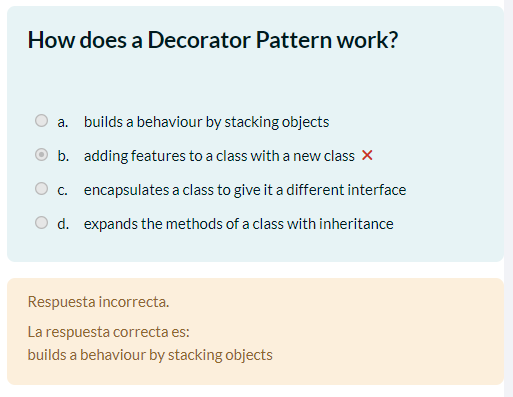 How does a Decorator Pattern work?
a. builds a behaviour by stacking objects
b. adding features to a class with a new class
c. encapsulates a class to give it a different interface
d. expands the methods of a class with inheritance
Respuesta incorrecta.
La respuesta correcta es:
builds a behaviour by stacking objects